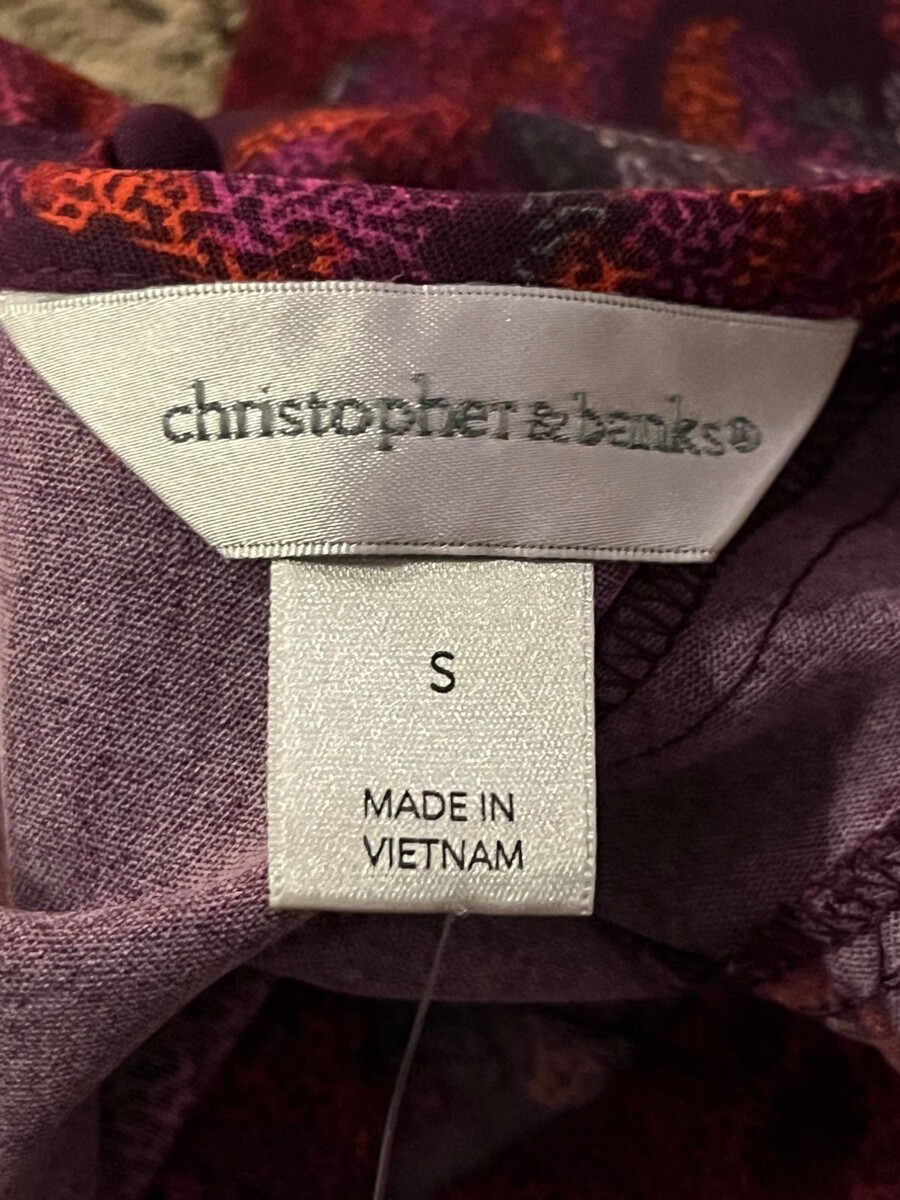 christopher & banks®
S
MADE IN
VIETNAM